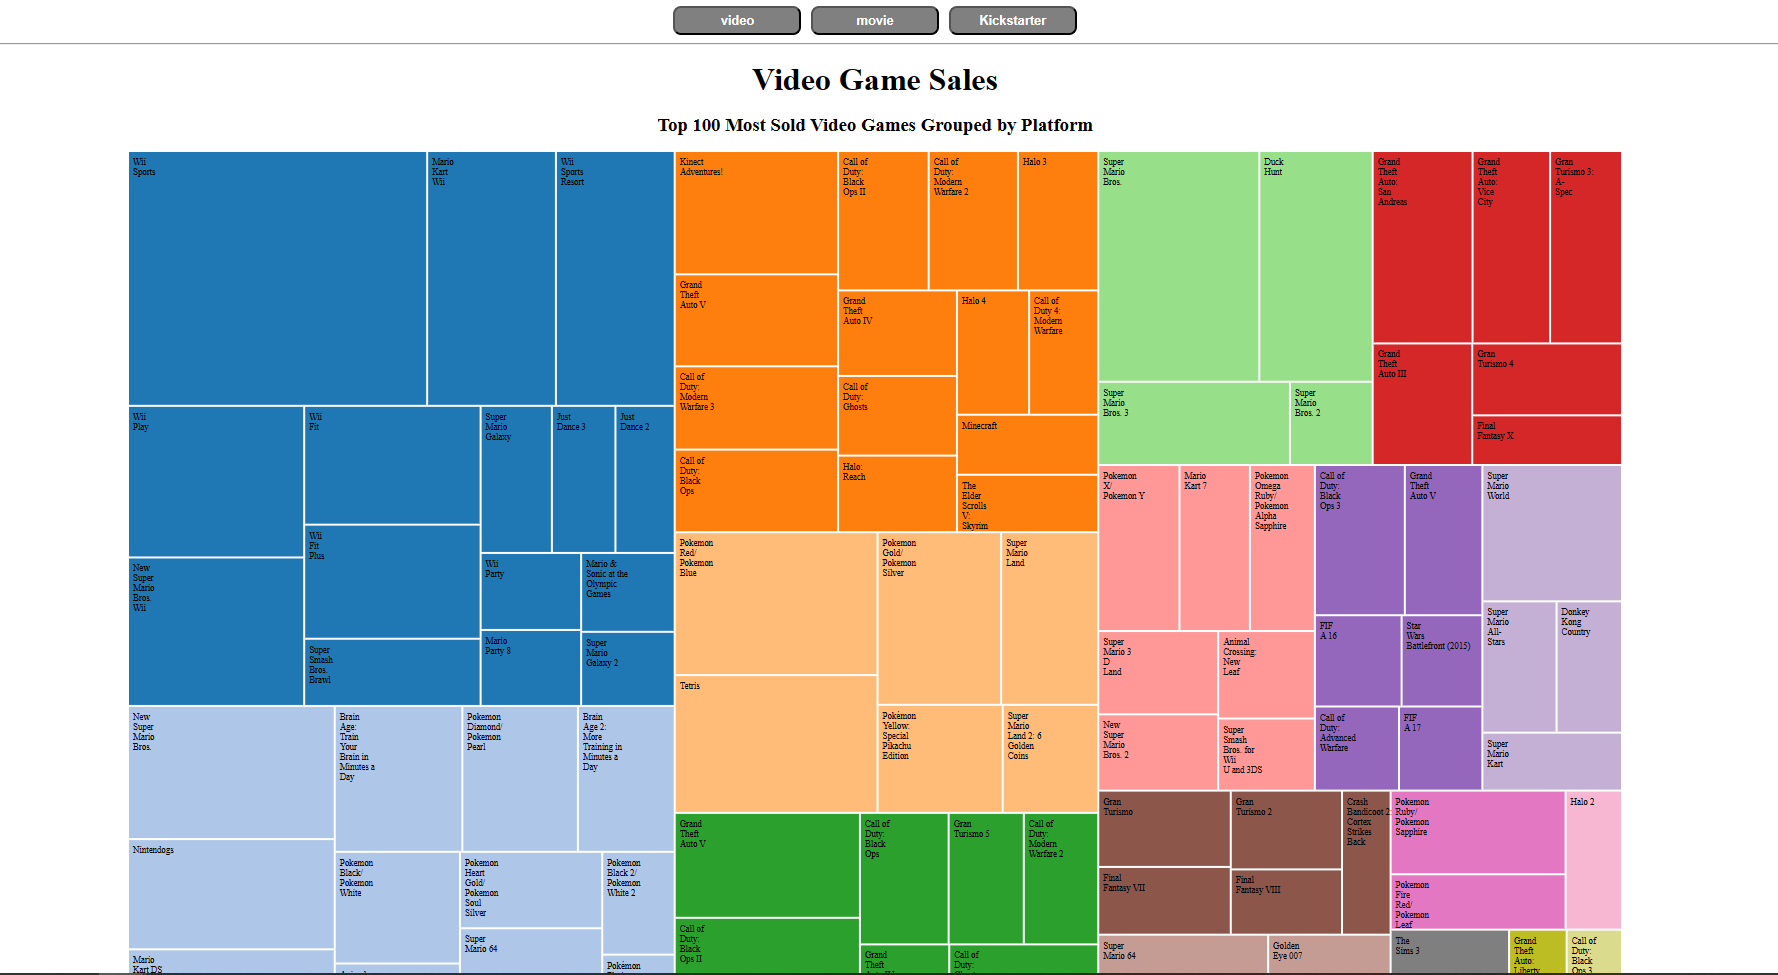 video
movie
Kickstarter
Video Game Sales
Top 100 Most Sold Video Games Grouped by Platform
Wii
Sports
Mario
Kart
Wii
Wii
Sports
Resort
Wii
Play
Wii
Fit
Super
Mario
Galaxy
Just
Dance 3
Just
Dance 2
New
Super
Mario
Bros.
Wii
Wii
Fit
Plus
Wii
Party
Mario &
Sonic at the
Olympic
Games
Super
Smash
Bros.
Brawl
Mario
Party 8
Super
Mario
Galaxy 2
New
Super
Mario
Bros.
Brain
Age:
Train
Your
Brain in
Minutes a
Day
Pokemon
Diamond/
Pokemon
Pearl
Brain
Age 2:
More
Training in
Minutes a
Day
Nintendogs
Pokemon
Black/
Pokemon
White
Pokemon
Heart
Gold/
Pokemon
Soul
Silver
Pokemon
Black 2/
Pokemon
White 2
Super
Mario 64
Mario
Kart DS
Pokémon
Kinect
Adventures!
Call of
Duty:
Black
Ops II
Call of
Duty:
Modern
Warfare 2
Halo 3
Grand
Theft
Auto V
Grand
Theft
Auto IV
Halo 4
Call of
Duty 4:
Modern
Warfare
Call of
Duty:
Modern
Warfare 3
Call of
Duty:
Ghosts
Minecraft
Call of
Duty:
Black
Ops
Halo:
Reach
The
Elder
Scrolls
V:
Skyrim
Pokemon
Red/
Pokemon
Blue
Pokemon
Gold/
Pokemon
Silver
Super
Mario
Land
Tetris
Pokémon
Yellow:
Special
Pikachu
Edition
Super
Mario
Land 2: 6
Golden
Coins
Grand
Theft
Auto V
Call of
Duty:
Black
Ops
Gran
Turismo 5
Call of
Duty:
Modern
Warfare 2
Call of
Duty:
Black
Ops II
Grand
Theft
Call of
Duty:
Super
Mario
Bros.
Duck
Hunt
Super
Mario
Bros. 3
Super
Mario
Bros. 2
Grand
Theft
Auto:
San
Andreas
Grand
Theft
Auto:
Vice
City
Gran
Turismo 3:
A-
Spec
Grand
Theft
Auto III
Gran
Turismo 4
Final
Fantasy X
Pokemon
X/
Pokemon Y
Mario
Kart 7
Pokemon
Omega
Ruby/
Pokemon
Alpha
Sapphire
Super
Mario 3
D
Land
Animal
Crossing:
New
Leaf
New
Super
Mario
Bros. 2
Super
Smash
Bros. for
Wii
U and 3DS
Call of
Duty:
Black
Ops 3
Grand
Theft
Auto V
FIF
A 16
Star
Wars
Battlefront (2015)
Call of
Duty:
Advanced
Warfare
FIF
A 17
Super
Mario
World
Super
Mario
All-
Stars
Donkey
Kong
Country
Super
Mario
Kart
Gran
Turismo
Gran
Turismo 2
Crash
Bandicoot 2:
Cortex
Strikes
Back
Final
Fantasy VII
Final
Fantasy VIII
Pokemon
Ruby/
Pokemon
Sapphire
Halo 2
Pokemon
Fire
Red/
Pokemon
Leaf
Super
Mario 64
Golden
Eye 007
The
Sims 3
Grand
Theft
Auto:
Liberty
Call of
Duty:
Black
Ops 3